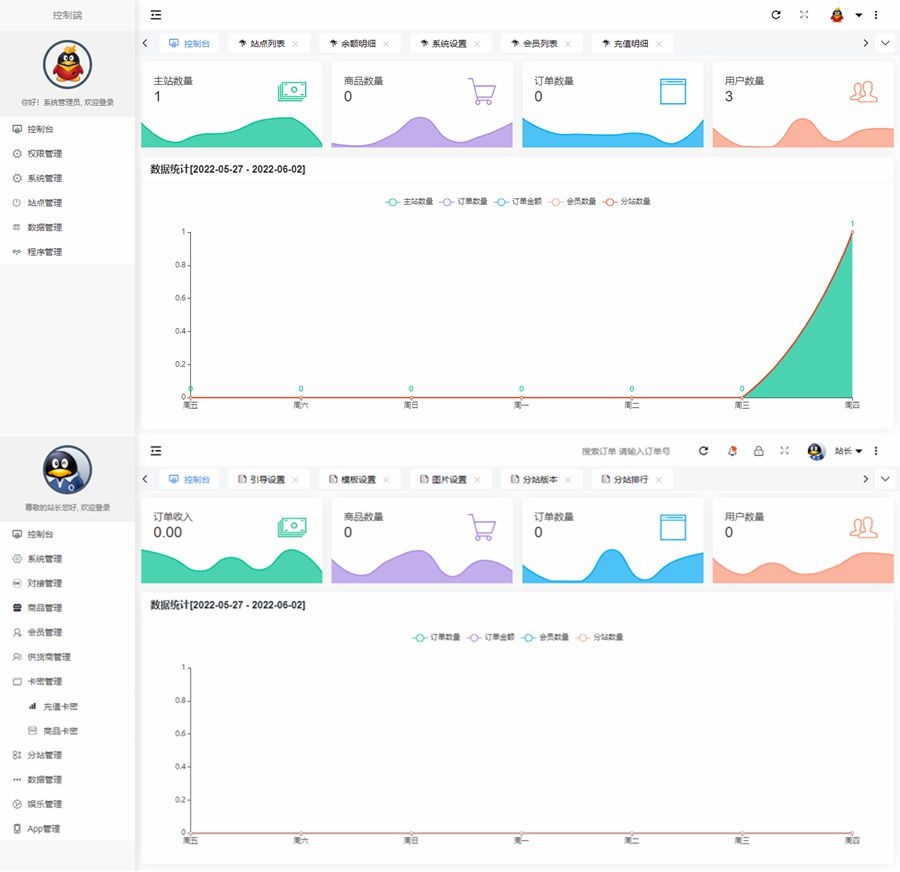 控制端
你好！系统管理员, 欢迎登录
控制台
权限管理
系统管理
站点管理
数据管理
程序管理
控制台 站点列表 余额明细 系统设置 会员列表 充值明细
主站数量 商品数量 订单数量 用户数量
1 0 0 3
数据统计[2022-05-27 - 2022-06-02]
主站数量 订单数量 订单金额 会员数量 分站数量
1
1
0.8
0.6
0.4
0.2
0
0 0 0 0 0 0
周五 周六 周日 周一 周二 周三 周四
尊敬的站长您好, 欢迎登录
控制台
系统管理
对接管理
商品管理
会员管理
供货商管理
卡密管理
充值卡密
商品卡密
分站管理
数据管理
娱乐管理
App管理
搜索订单 请输入订单号 站长
控制台 引导设置 模板设置 图片设置 分站版本 分站排行
订单收入 商品数量 订单数量 用户数量
0.00 0 0 0
数据统计[2022-05-27 - 2022-06-02]
订单数量 订单金额 会员数量 分站数量
1
0.8
0.6
0.4
0.2
0
周五 周六 周日 周一 周二 周三 周四